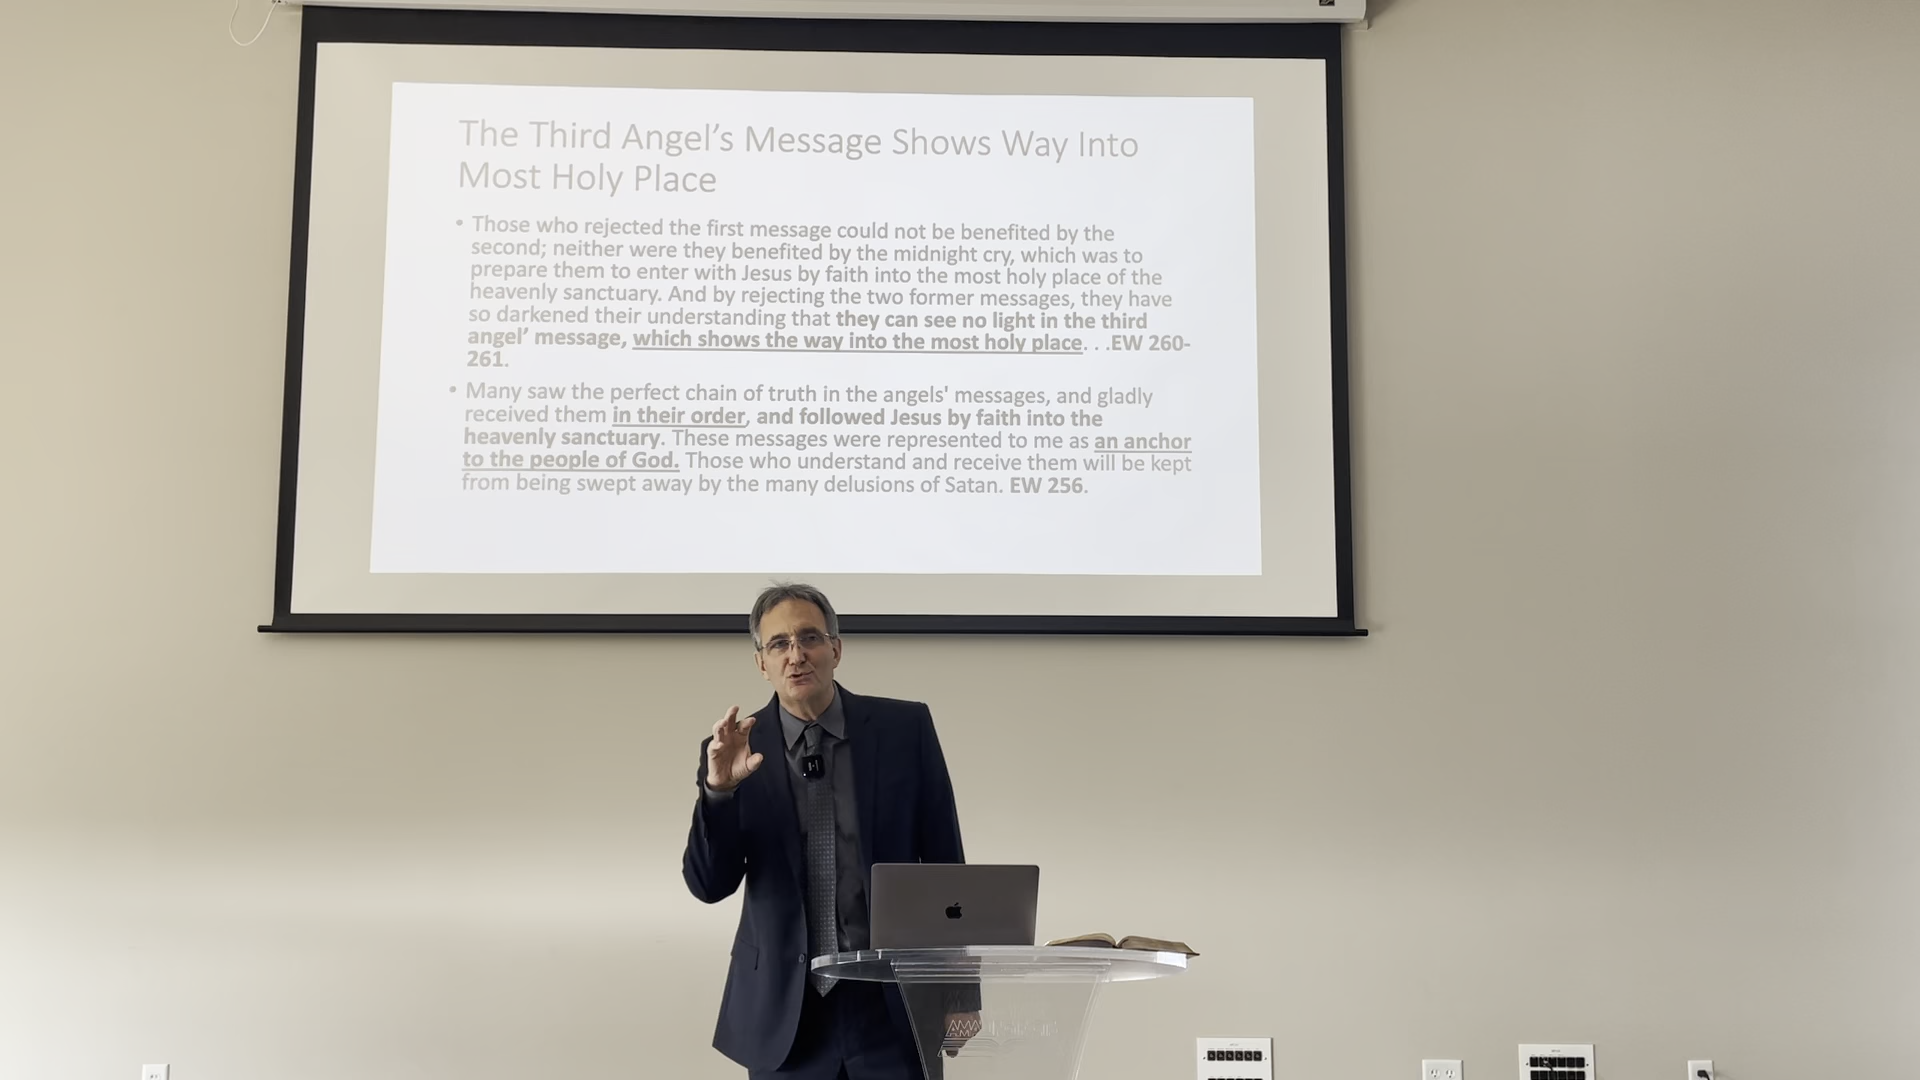 The Third Angel’s Message Shows Way Into
Most Holy Place
• Those who rejected the first message could not be benefited by the
second; neither were they benefited by the midnight cry, which was to
prepare them to enter with Jesus by faith into the most holy place of the
heavenly sanctuary. And by rejecting the two former messages, they have
so darkened their understanding that they can see no light in the third
angel’ message, which shows the way into the most holy place. . .EW 260-
261.
• Many saw the perfect chain of truth in the angels' messages, and gladly
received them in their order, and followed Jesus by faith into the
heavenly sanctuary. These messages were represented to me as an anchor
to the people of God. Those who understand and receive them will be kept
from being swept away by the many delusions of Satan. EW 256.